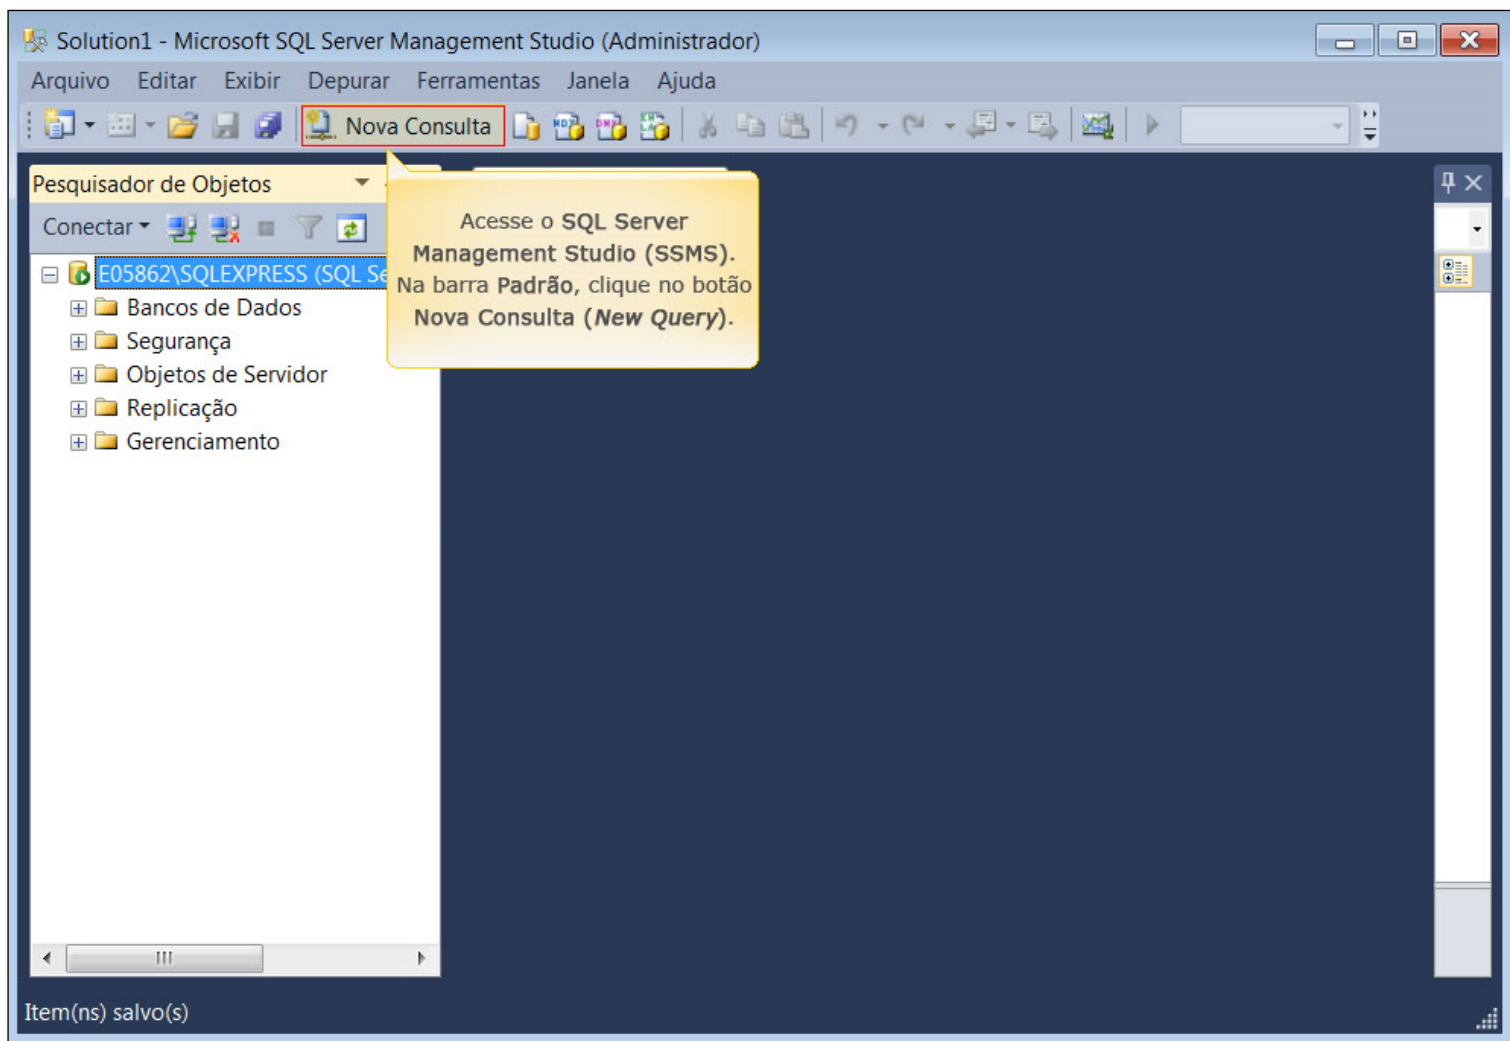 Solution1 - Microsoft SQL Server Management Studio (Administrador)
Arquivo Editar Exibir Depurar Ferramentas Janela Ajuda
Nova Consulta
Pesquisador de Objetos
Conectar
E05862\SQLEXPRESS (SQL Se
Bancos de Dados
Segurança
Objetos de Servidor
Replicação
Gerenciamento
Acesse o SQL Server
Management Studio (SSMS).
Na barra Padrão, clique no botão
Nova Consulta (New Query).
Item(ns) salvo(s)